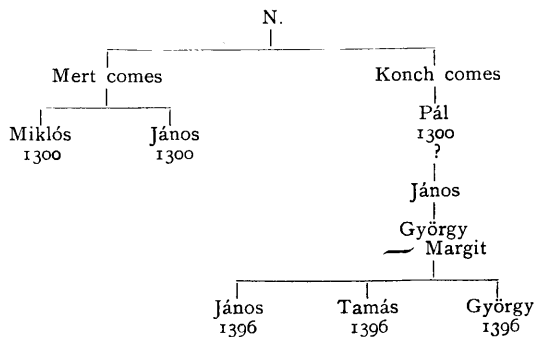 N.
Mert comes Konch comes
Miklós János Pál
1300 1300 1300
?
János
György
Margit
János Tamás György
1396 1396 1396